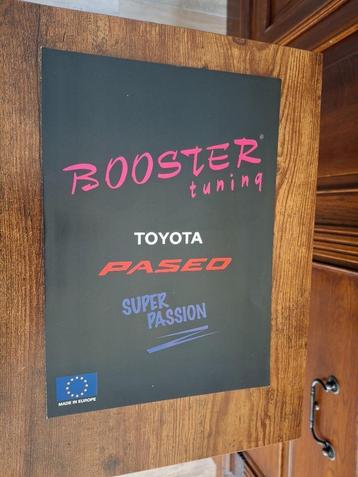 BOOSTER®
tuning
TOYOTA
PASEO
SUPER
PASSION
MADE IN EUROPE